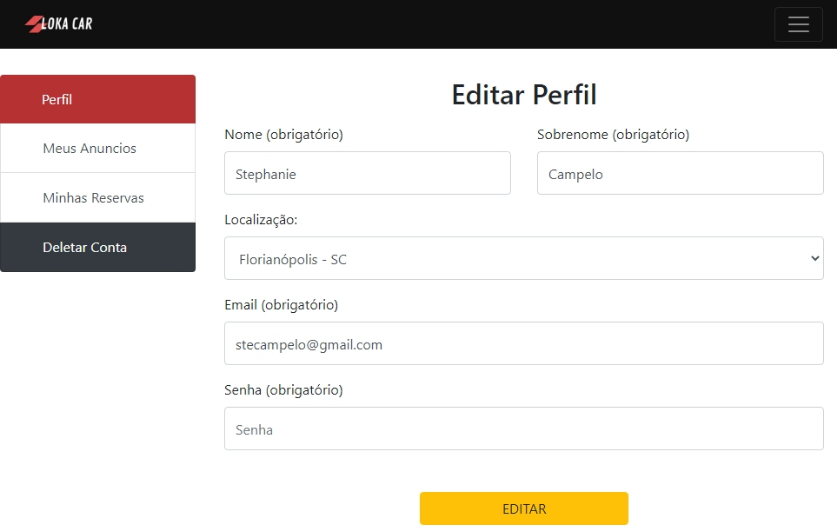 LOKA CAR
Perfil
Meus Anuncios
Minhas Reservas
Deletar Conta
Editar Perfil
Nome (obrigatório)
Sobrenome (obrigatório)
Stephanie
Campelo
Localização:
Florianópolis - SC
Email (obrigatório)
stecampelo@gmail.com
Senha (obrigatório)
Senha
EDITAR